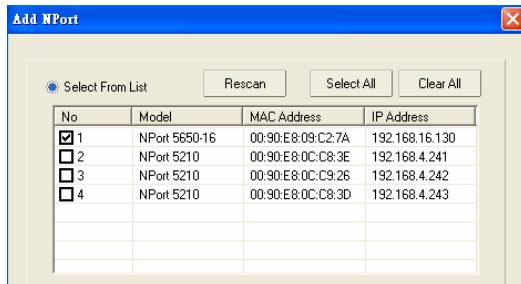 Add NPort
Select From List Rescan Select All Clear All
No Model MAC Address IP Address
1 NPort 5650-16 00:90:E8:09:C2:7A 192.168.16.130
2 NPort 5210 00:90:E8:0C:C8:3E 192.168.4.241
3 NPort 5210 00:90:E8:0C:C9:26 192.168.4.242
4 NPort 5210 00:90:E8:0C:C8:3D 192.168.4.243